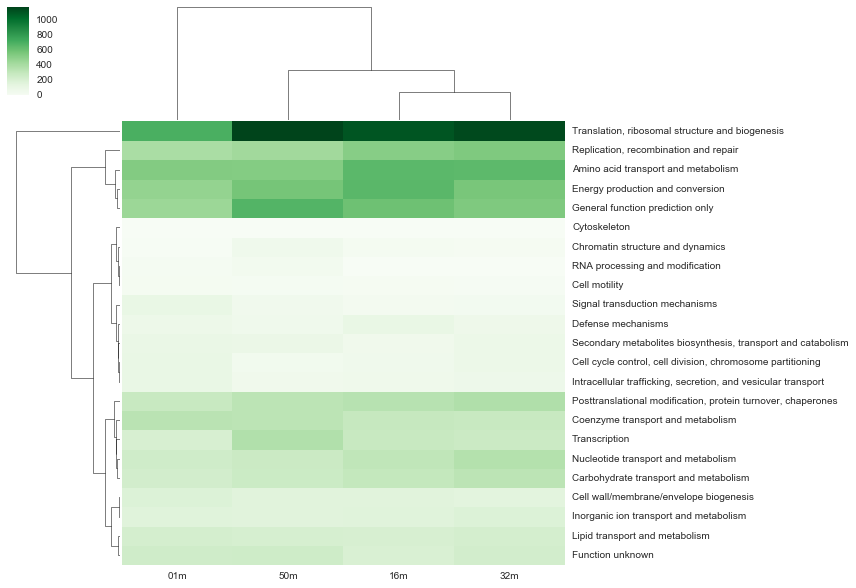 1000
800
600
400
200
0
Translation, ribosomal structure and biogenesis
Replication, recombination and repair
Amino acid transport and metabolism
Energy production and conversion
General function prediction only
Cytoskeleton
Chromatin structure and dynamics
RNA processing and modification
Cell motility
Signal transduction mechanisms
Defense mechanisms
Secondary metabolites biosynthesis, transport and catabolism
Cell cycle control, cell division, chromosome partitioning
Intracellular trafficking, secretion, and vesicular transport
Posttranslational modification, protein turnover, chaperones
Coenzyme transport and metabolism
Transcription
Nucleotide transport and metabolism
Carbohydrate transport and metabolism
Cell wall/membrane/envelope biogenesis
Inorganic ion transport and metabolism
Lipid transport and metabolism
Function unknown
01m 50m 16m 32m